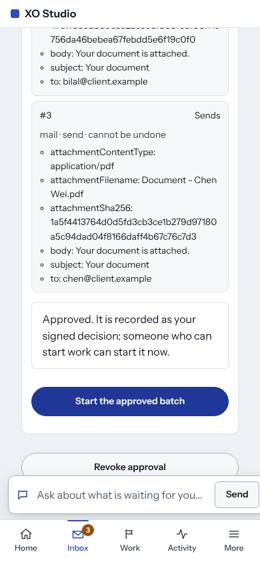 XO Studio
756da46bebea67febdd5e6f19c0f0
body: Your document is attached.
subject: Your document
to: bilal@client.example
#3 Sends
mail · send · cannot be undone
attachmentContentType:
application/pdf
attachmentFilename: Document - Chen
Wei.pdf
attachmentSha256:
1a5f4413764d0d5fd3cb3ce1b279d97180
a5c94dad04f8166daff4b67c76c7d3
body: Your document is attached.
subject: Your document
to: chen@client.example
Approved. It is recorded as your
signed decision; someone who can
start work can start it now.
Start the approved batch
Revoke approval
Ask about what is waiting for you...
Send
3
Home Inbox Work Activity More